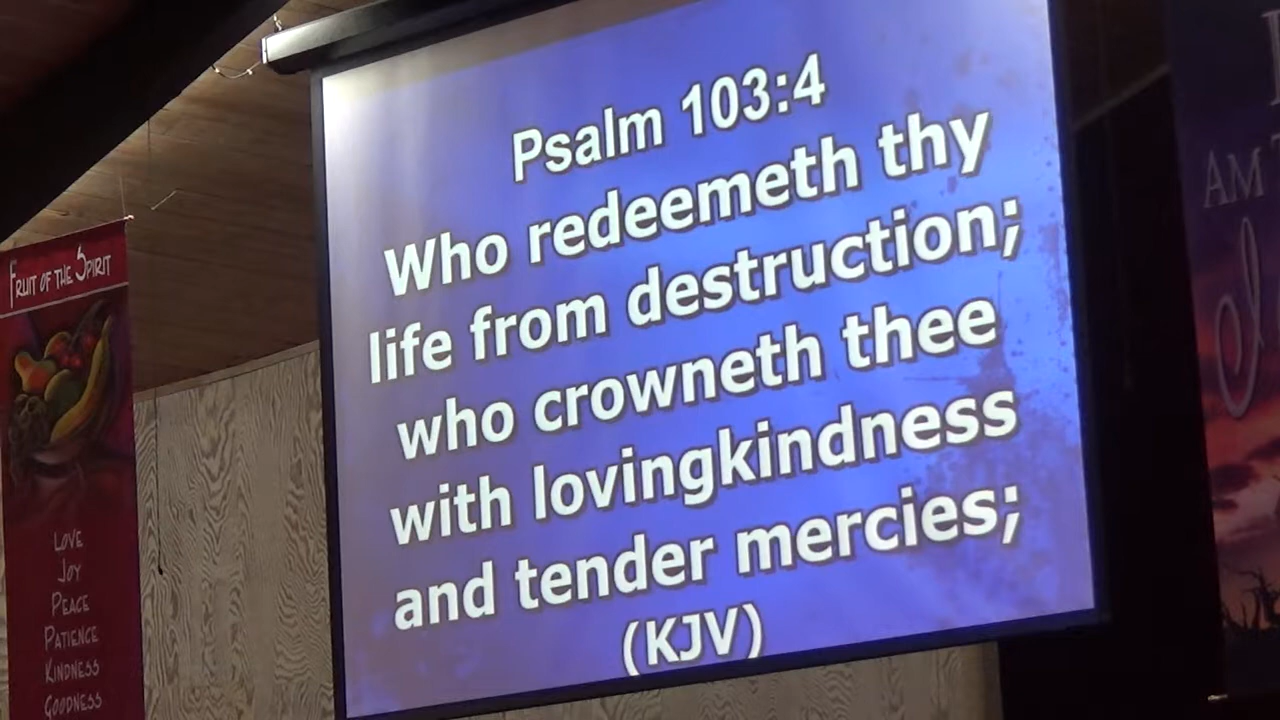 Psalm 103:4
Who redeemeth thy
life from destruction;
who crowneth thee
with lovingkindness
and tender mercies;
(KJV)
FRUIT OF THE SPIRIT
LOVE
JOY
PEACE
PATIENCE
KINDNESS
GOODNESS
AM